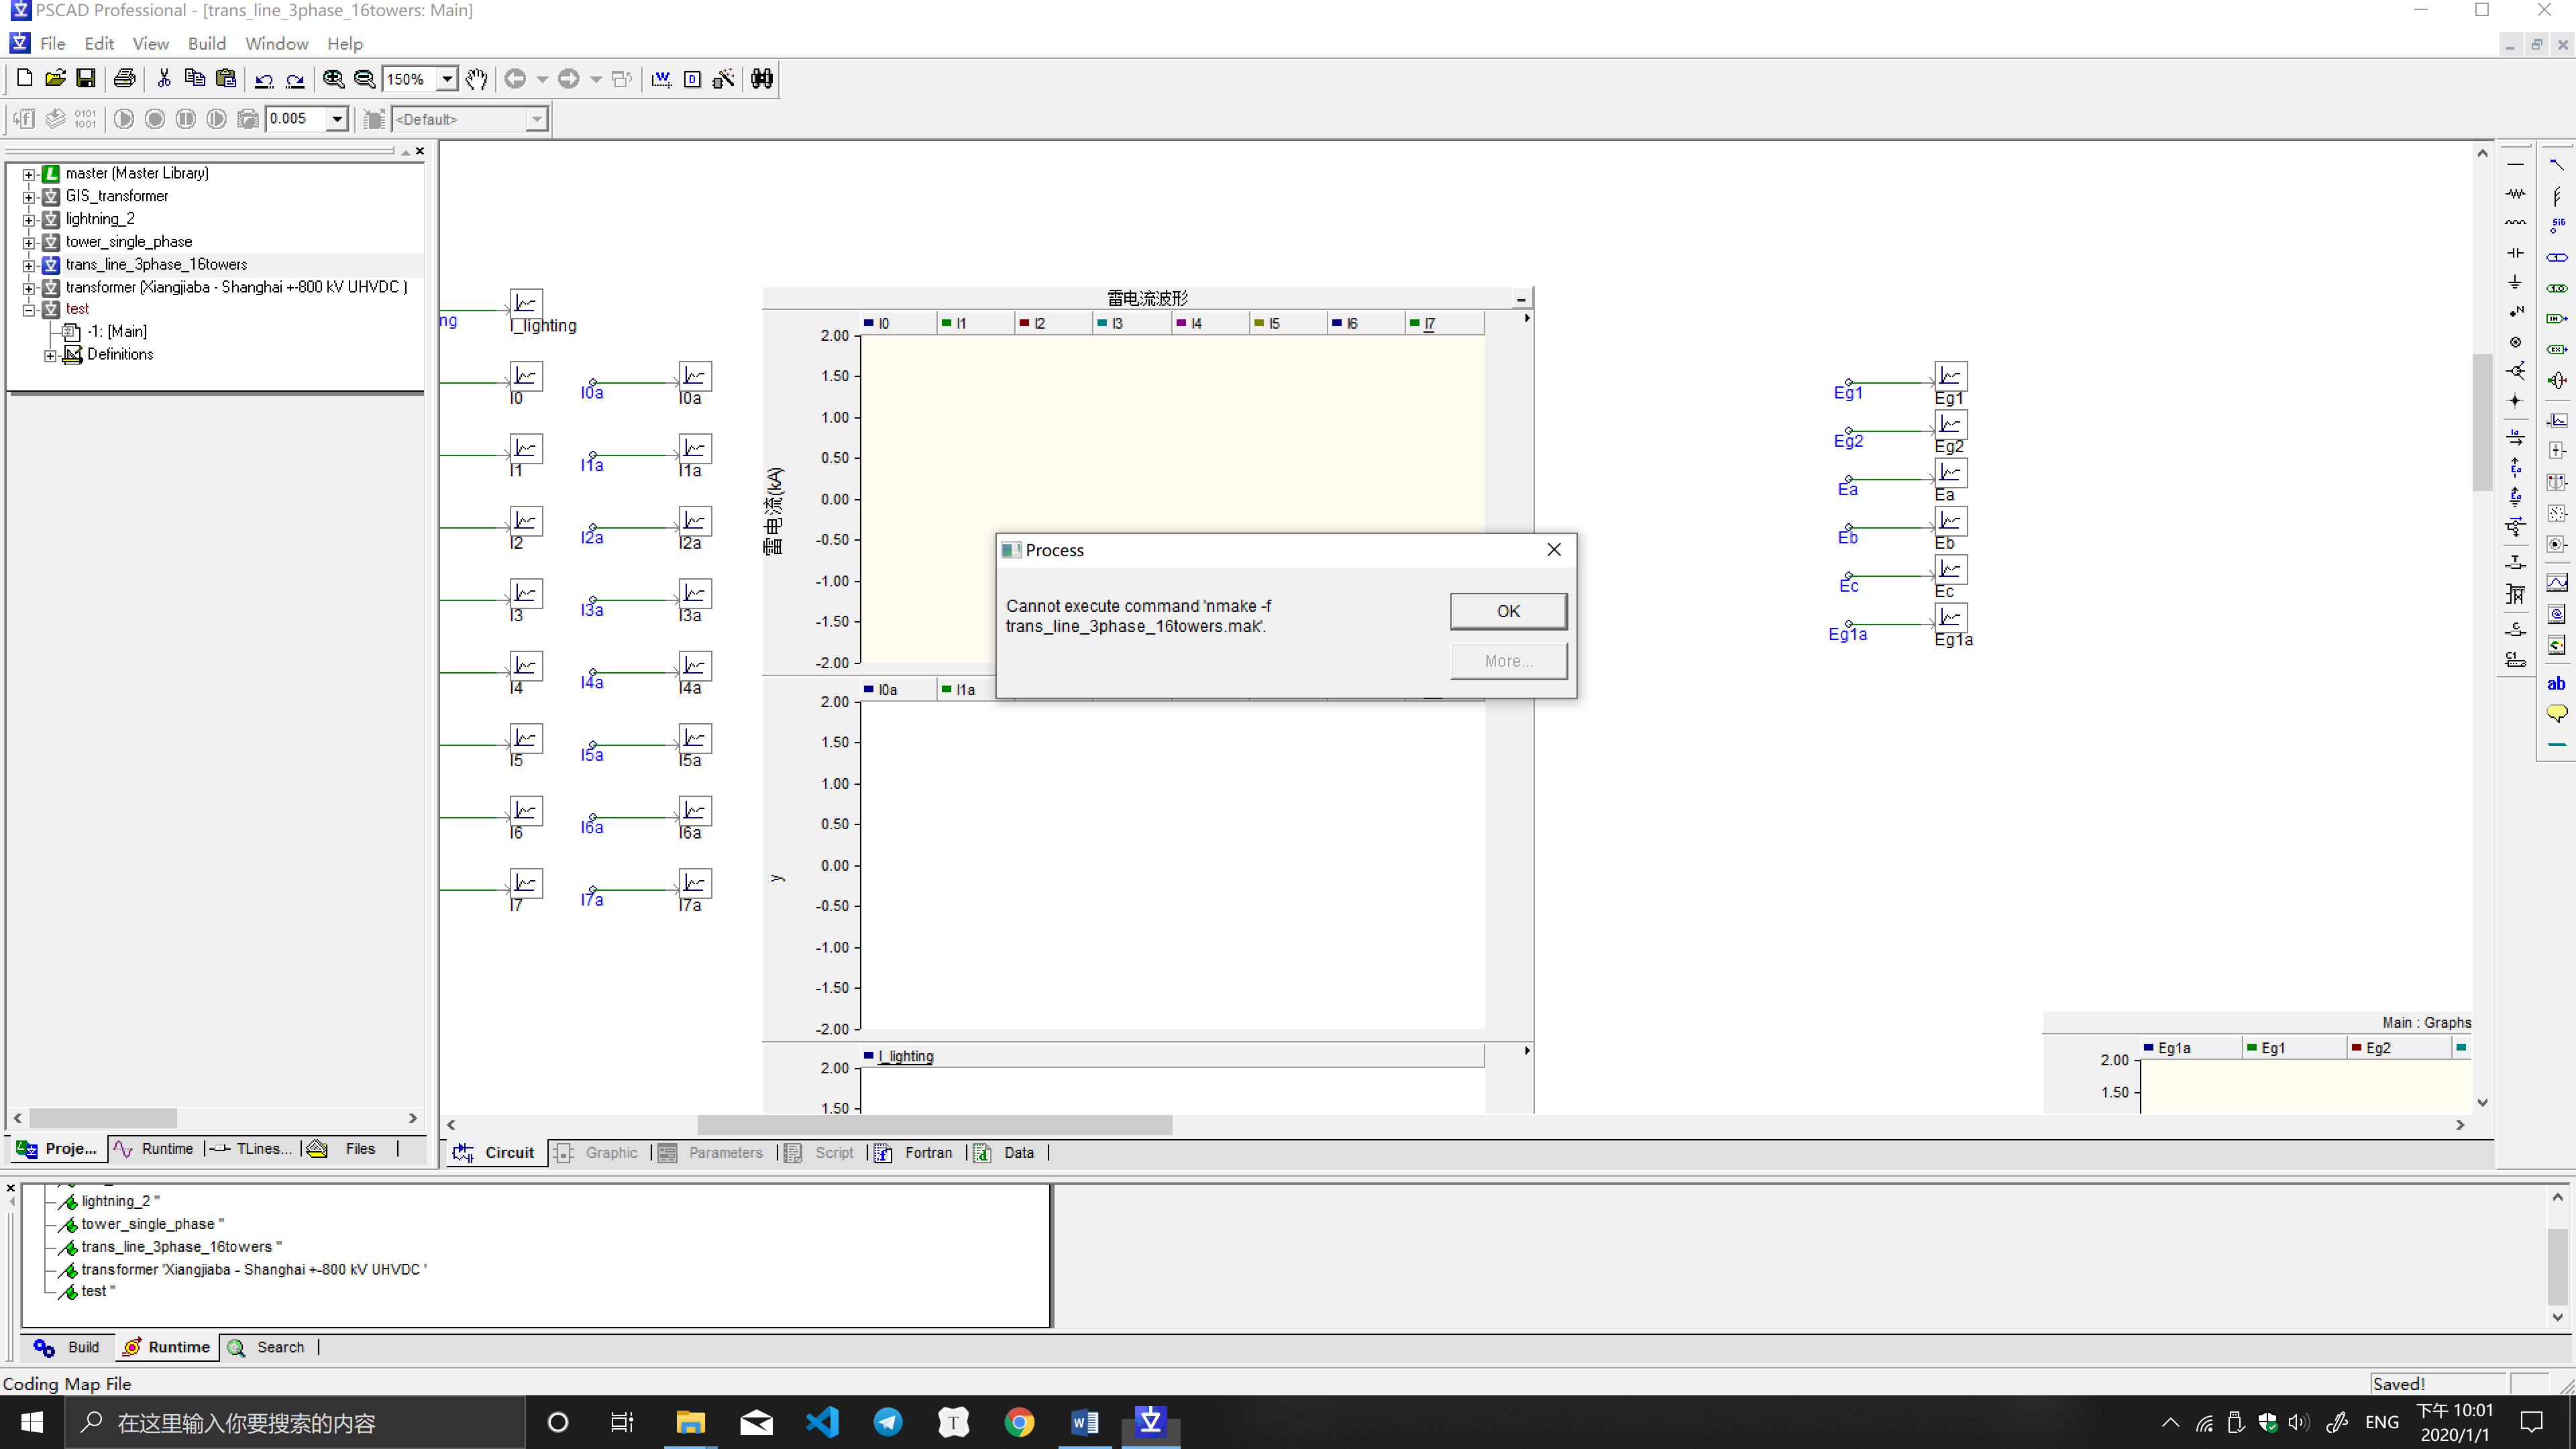 PSCAD Professional - [trans_line_3phase_16towers: Main]
File Edit View Build Window Help
150%
0.005 <Default>
master (Master Library)
GIS_transformer
lightning_2
tower_single_phase
trans_line_3phase_16towers
transformer (Xiangjiaba - Shanghai +-800 kV UHVDC )
test
-1: [Main]
Definitions
Proje... Runtime TLines... Files
ng I_lighting
I0 I0a I0a
I1 I1a I1a
I2 I2a I2a
I3 I3a I3a
I4 I4a I4a
I5 I5a I5a
I6 I6a I6a
I7 I7a I7a
雷电流波形
I0 I1 I2 I3 I4 I5 I6 I7
雷电流(kA)
2.00
1.50
1.00
0.50
0.00
-0.50
-1.00
-1.50
-2.00
I0a I1a
y
2.00
1.50
1.00
0.50
0.00
-0.50
-1.00
-1.50
-2.00
I_lighting
2.00
1.50
Process
Cannot execute command 'nmake -f
trans_line_3phase_16towers.mak'.
OK
More...
Eg1 Eg1
Eg2 Eg2
Ea Ea
Eb Eb
Ec Ec
Eg1a Eg1a
Main : Graphs
Eg1a Eg1 Eg2
2.00
1.50
ab
Circuit Graphic Parameters Script Fortran Data
lightning_2 ''
tower_single_phase ''
trans_line_3phase_16towers ''
transformer 'Xiangjiaba - Shanghai +-800 kV UHVDC '
test ''
Build Runtime Search
Coding Map File
Saved!
在这里输入你要搜索的内容
ENG
下午 10:01
2020/1/1